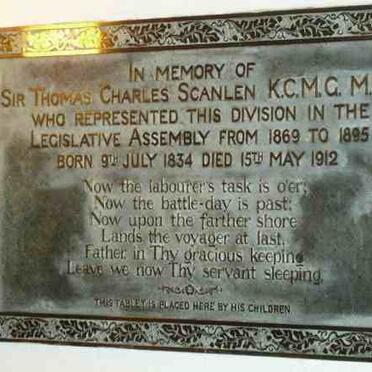 IN MEMORY OF
SIR THOMAS CHARLES SCANLEN K.C.M.G. M.
WHO REPRESENTED THIS DIVISION IN THE
LEGISLATIVE ASSEMBLY FROM 1869 TO 1895
BORN 9TH JULY 1834 DIED 15TH MAY 1912
Now the labourer's task is o'er;
Now the battle-day is past;
Now upon the farther shore
Lands the voyager at last.
Father in Thy gracious keeping
Leave we now Thy servant sleeping.
THIS TABLET IS PLACED HERE BY HIS CHILDREN